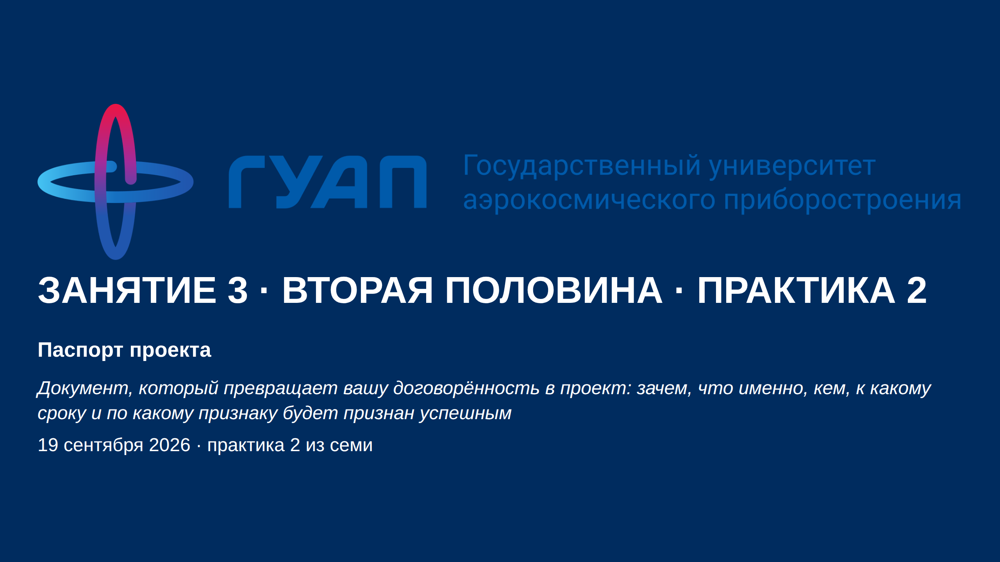 ГУАП
Государственный университет
аэрокосмического приборостроения
ЗАНЯТИЕ 3 · ВТОРАЯ ПОЛОВИНА · ПРАКТИКА 2
Паспорт проекта
Документ, который превращает вашу договорённость в проект: зачем, что именно, кем, к какому
сроку и по какому признаку будет признан успешным
19 сентября 2026 · практика 2 из семи